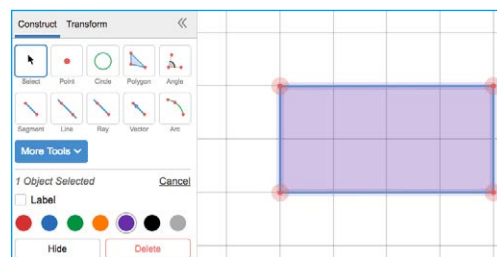 Construct Transform
Select Point Circle Polygon Angle
Segment Line Ray Vector Arc
More Tools
1 Object Selected Cancel
Label
Hide Delete